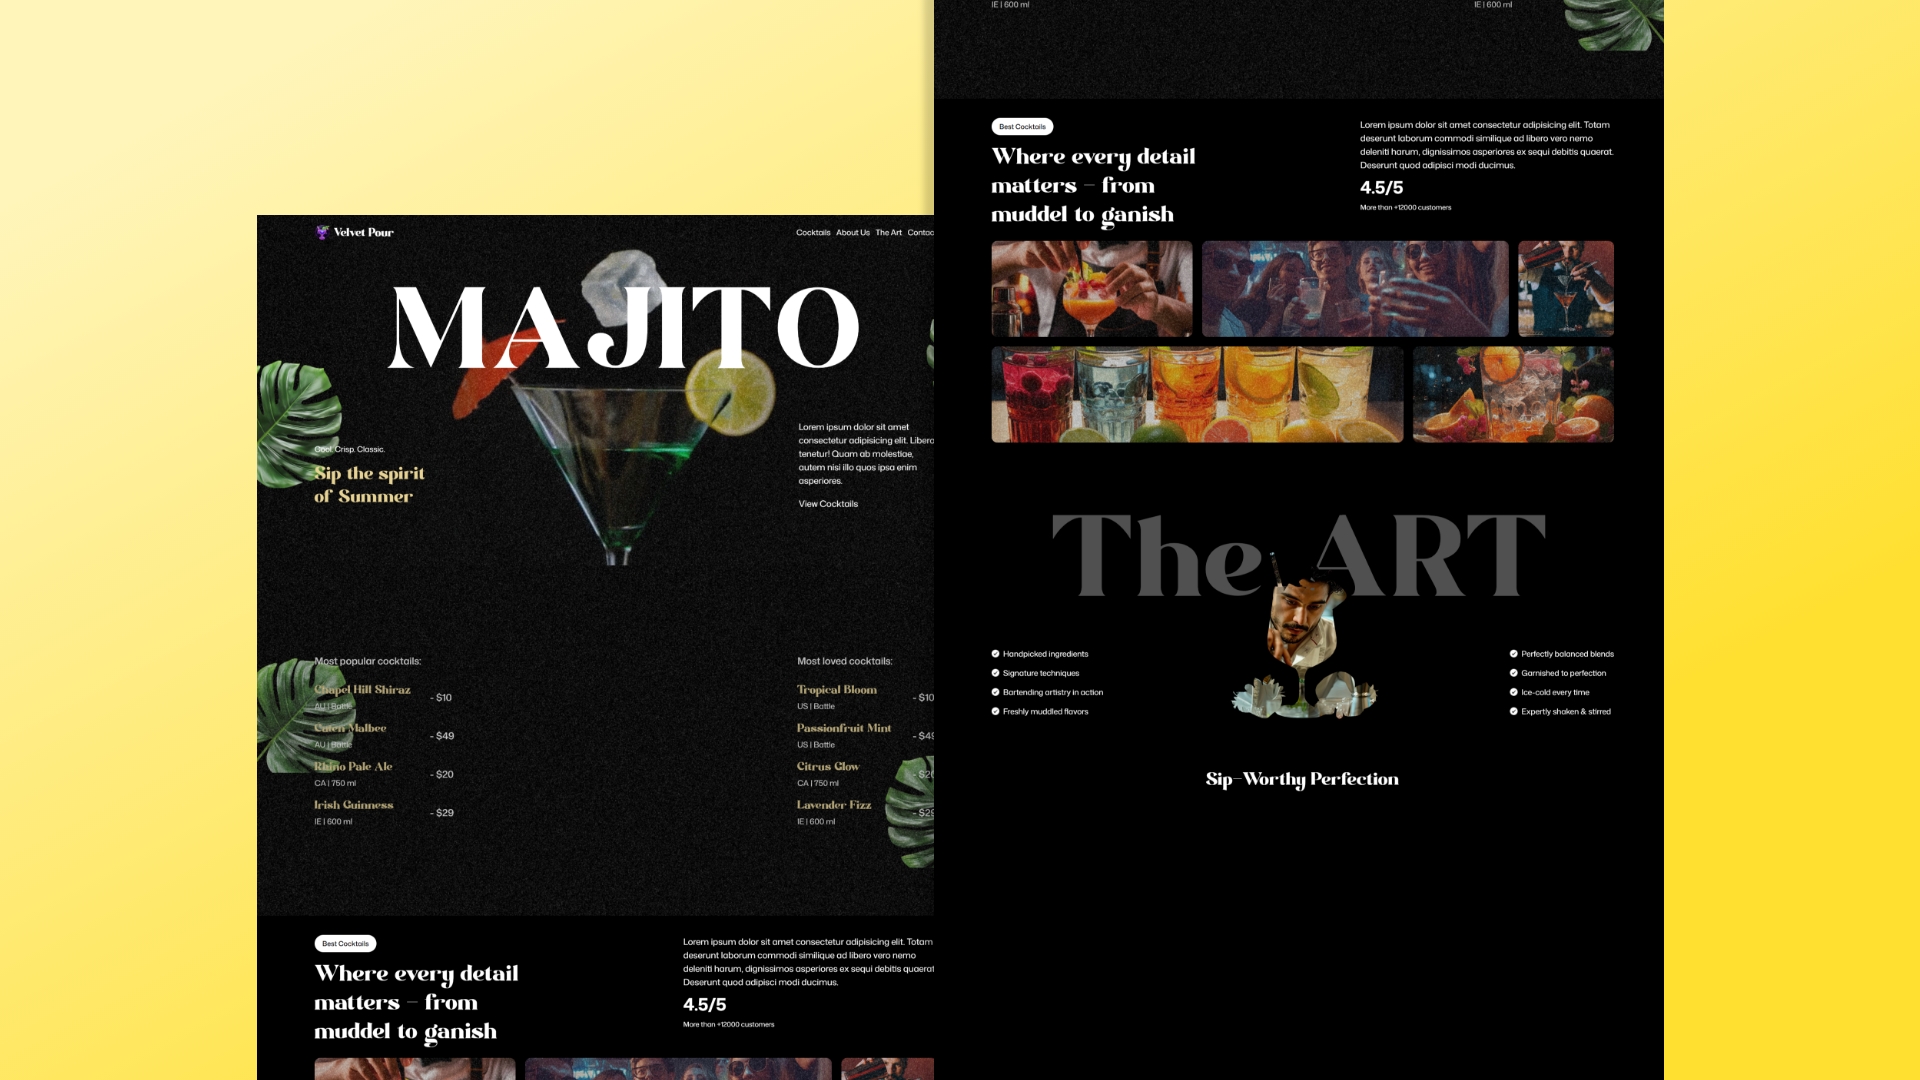 Velvet Pour
Cocktails About Us The Art Contac
MAJITO
Cool. Crisp. Classic.
Sip the spirit
of Summer
Lorem ipsum dolor sit amet
consectetur adipisicing elit. Libero
tenetur! Quam ab molestiae,
autem nisi illo quos ipsa enim
asperiores.
View Cocktails
Most popular cocktails:
Chapel Hill Shiraz - $10
AU | Bottle
Caten Malbee - $49
AU | Bottle
Rhino Pale Ale - $20
CA | 750 ml
Irish Guinness - $29
IE | 600 ml
Most loved cocktails:
Tropical Bloom - $10
US | Battle
Passionfruit Mint - $49
US | Battle
Citrus Glow - $20
CA | 750 ml
Lavender Fizz - $29
IE | 600 ml
Best Cocktails
Where every detail
matters – from
muddel to ganish
Lorem ipsum dolor sit amet consectetur adipisicing elit. Totam
deserunt laborum commodi similique ad libero vero nemo
deleniti harum, dignissimos asperiores ex sequi debitis quaerat
Deserunt quod adipisci modi ducimus.
4.5/5
More than +12000 customers
IE | 600 ml
IE | 600 ml
Best Cocktails
Where every detail
matters – from
muddel to ganish
Lorem ipsum dolor sit amet consectetur adipisicing elit. Totam
deserunt laborum commodi similique ad libero vero nemo
deleniti harum, dignissimos asperiores ex sequi debitis quaerat.
Deserunt quod adipisci modi ducimus.
4.5/5
More than +12000 customers
The ART
Handpicked ingredients
Signature techniques
Bartending artistry in action
Freshly muddled flavors
Perfectly balanced blends
Garnished to perfection
Ice-cold every time
Expertly shaken & stirred
Sip-Worthy Perfection